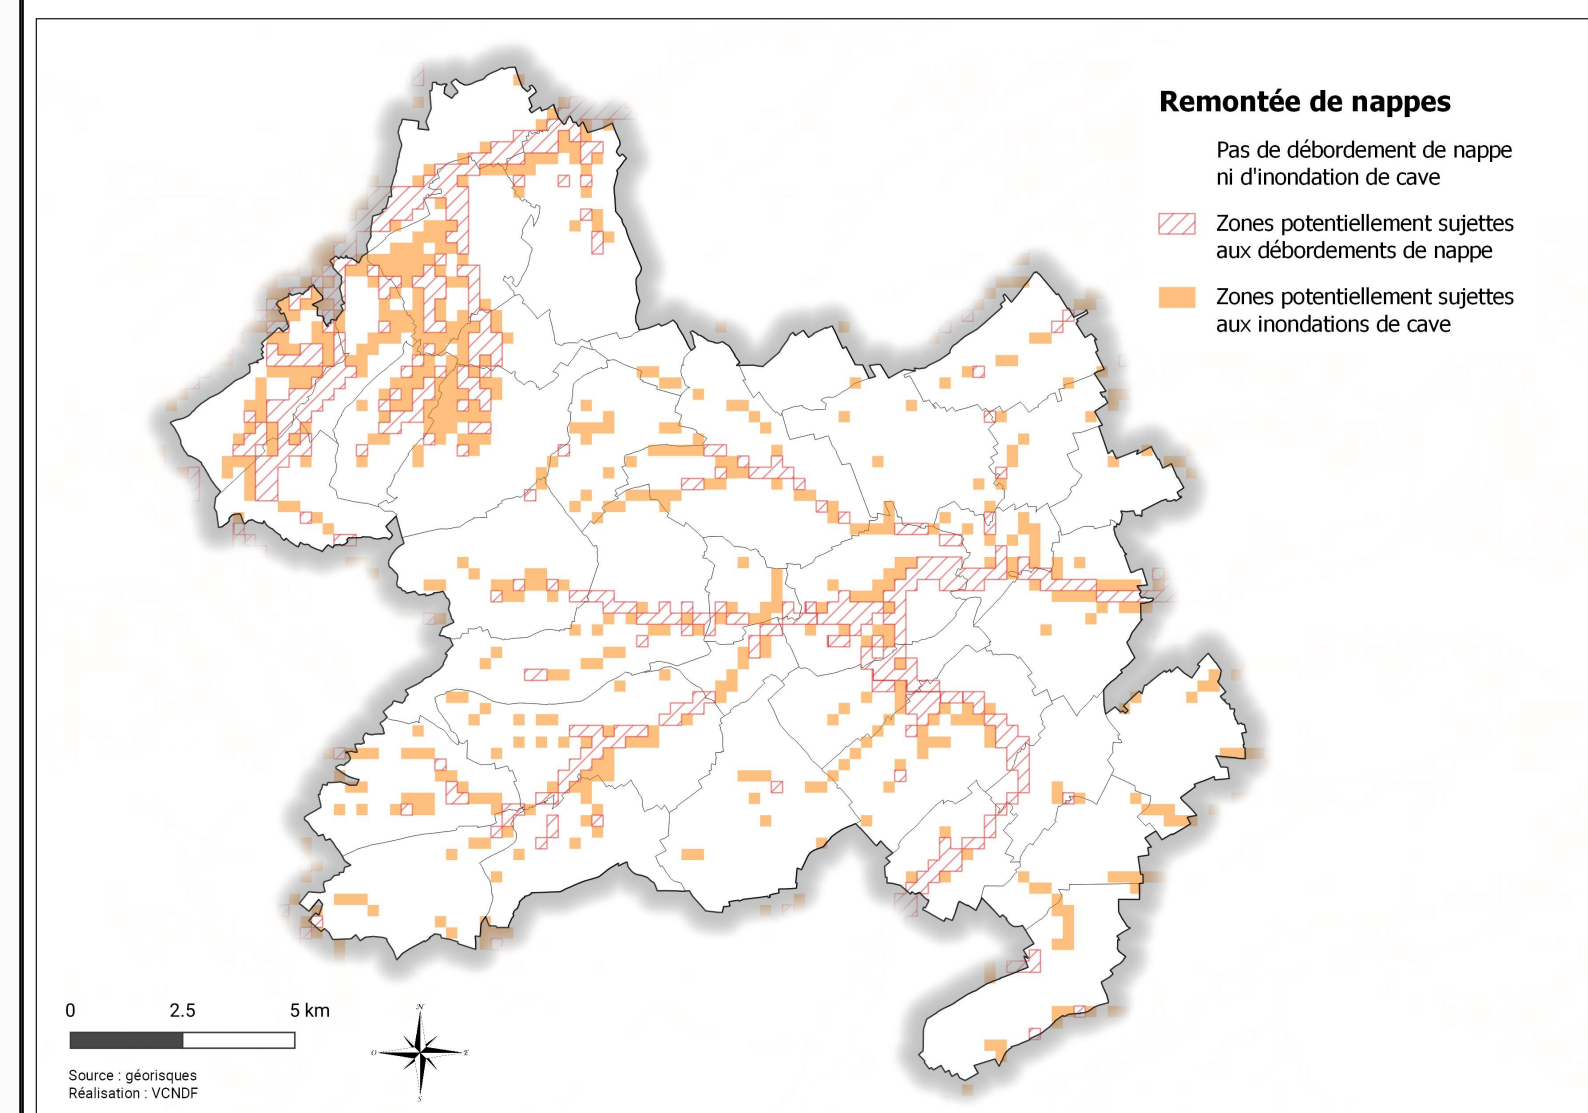 Remontée de nappes
Pas de débordement de nappe
ni d'inondation de cave
Zones potentiellement sujettes
aux débordements de nappe
Zones potentiellement sujettes
aux inondations de cave
0 2.5 5 km
N
O E
S
Source : géorisques
Réalisation : VCNDF